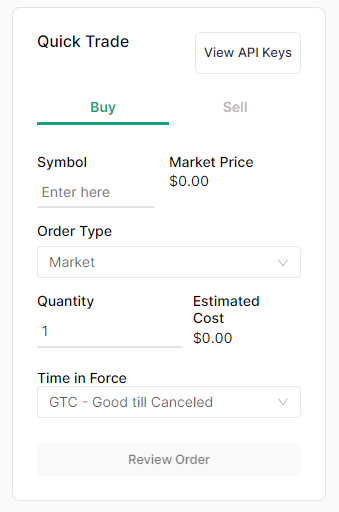 Quick Trade
View API Keys
Buy
Sell
Symbol
Market Price
Enter here
$0.00
Order Type
Market
Quantity
Estimated
Cost
1
$0.00
Time in Force
GTC - Good till Canceled
Review Order